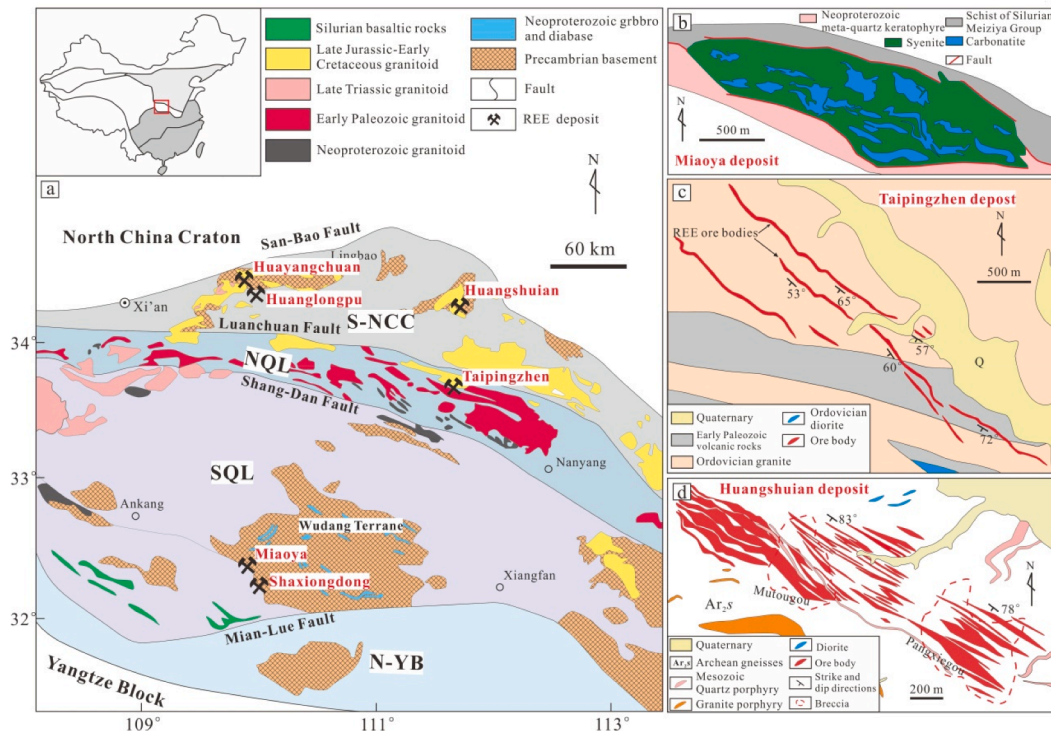 Silurian basaltic rocks
Late Jurassic-Early
Cretaceous granitoid
Late Triassic granitoid
Early Paleozoic granitoid
Neoproterozoic granitoid
Neoproterozoic grbbro
and diabase
Precambrian basement
Fault
REE deposit
a
N
60 km
North China Craton
San-Bao Fault
Lingbao
Huayangchuan
Huanglongpu
Huangshuian
Xi'an
S-NCC
Luanchuan Fault
34°
NQL
Taipingzhen
Shang-Dan Fault
Nanyang
33°
SQL
Ankang
Wudang Terrane
Miaoya
Shaxiongdong
Xiangfan
32°
Mian-Lue Fault
N-YB
Yangtze Block
109°
111°
113°
b
Neoproterozoic
meta-quartz keratophyre
Schist of Silurian
Meiziya Group
Syenite
Carbonatite
Fault
N
500 m
Miaoya deposit
c
Taipingzhen depost
REE ore bodies
N
500 m
53°
65°
57°
60°
Q
72°
Quaternary
Ordovician
diorite
Early Paleozoic
volcanic rocks
Ore body
Ordovician granite
d
Huangshuian deposit
83°
N
Mutougou
78°
Ar₂s
Pangxiegou
Quaternary
Diorite
Ar₂s
Archean gneisses
Ore body
Mesozoic
Quartz porphyry
Strike and
dip directions
Granite porphyry
Breccia
200 m